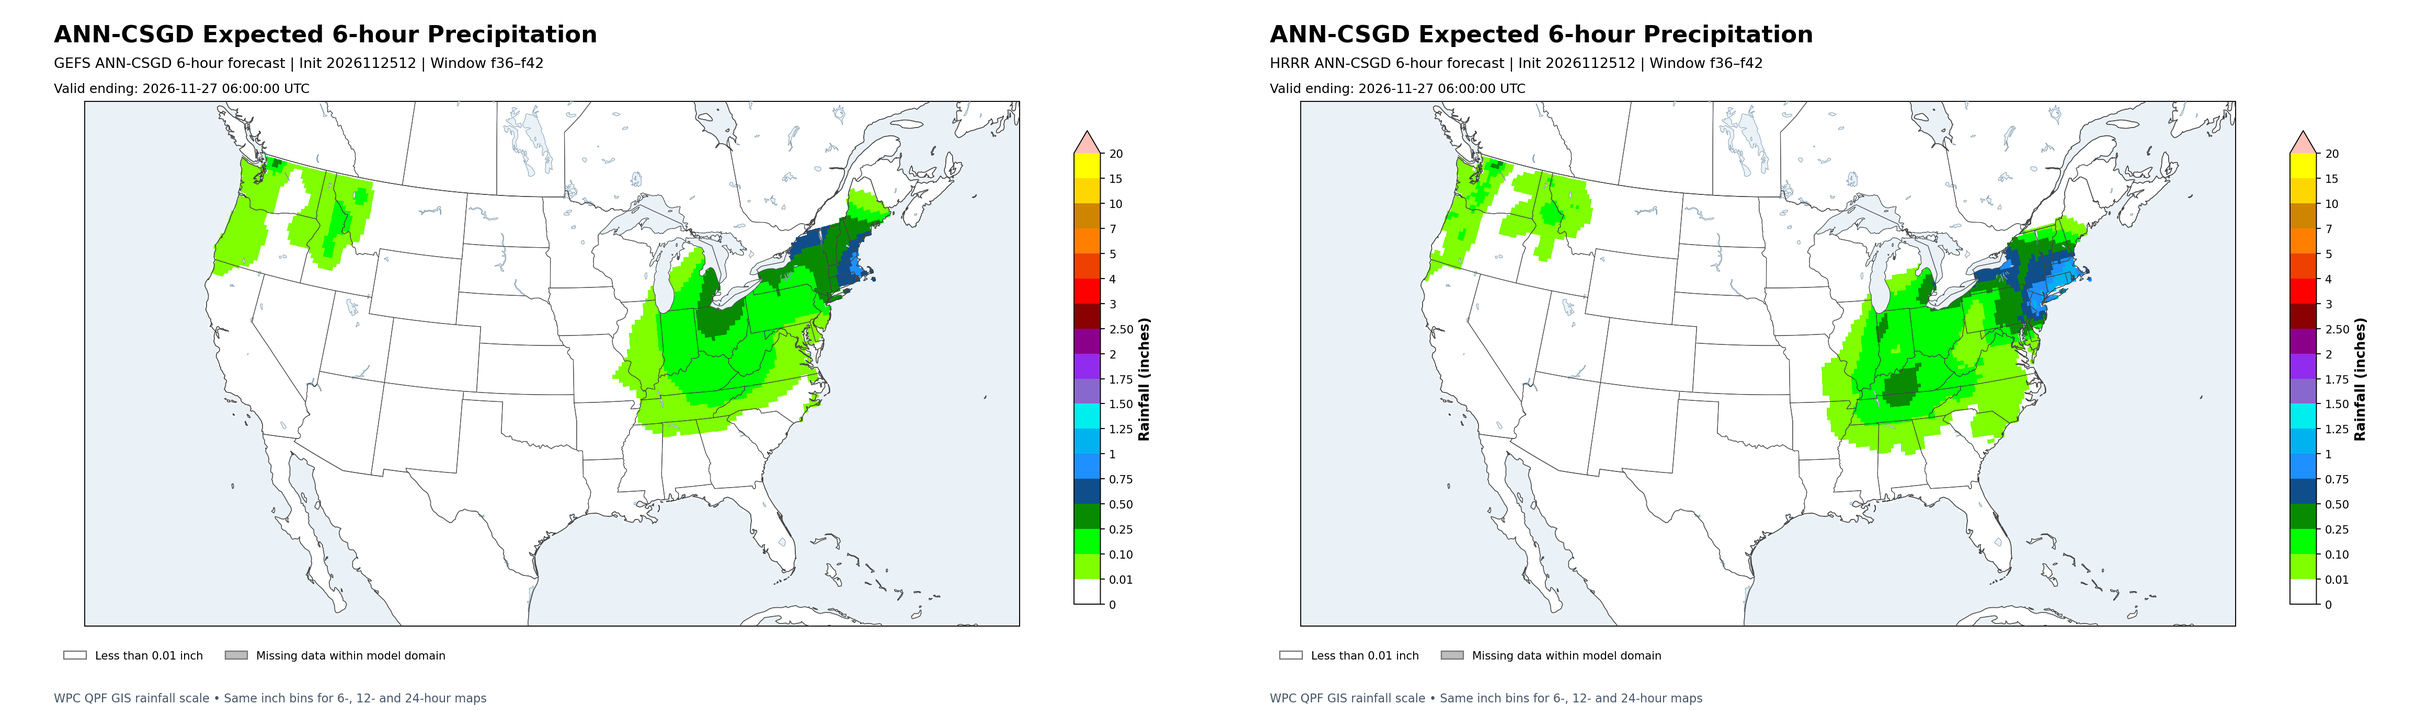 ANN-CSGD Expected 6-hour Precipitation
GEFS ANN-CSGD 6-hour forecast | Init 2026112512 | Window f36–f42
Valid ending: 2026-11-27 06:00:00 UTC
20
15
10
7
5
4
3
2.50
2
1.75
1.50
1.25
1
0.75
0.50
0.25
0.10
0.01
0
Rainfall (inches)
Less than 0.01 inch
Missing data within model domain
WPC QPF GIS rainfall scale • Same inch bins for 6-, 12- and 24-hour maps
ANN-CSGD Expected 6-hour Precipitation
HRRR ANN-CSGD 6-hour forecast | Init 2026112512 | Window f36–f42
Valid ending: 2026-11-27 06:00:00 UTC
20
15
10
7
5
4
3
2.50
2
1.75
1.50
1.25
1
0.75
0.50
0.25
0.10
0.01
0
Rainfall (inches)
Less than 0.01 inch
Missing data within model domain
WPC QPF GIS rainfall scale • Same inch bins for 6-, 12- and 24-hour maps